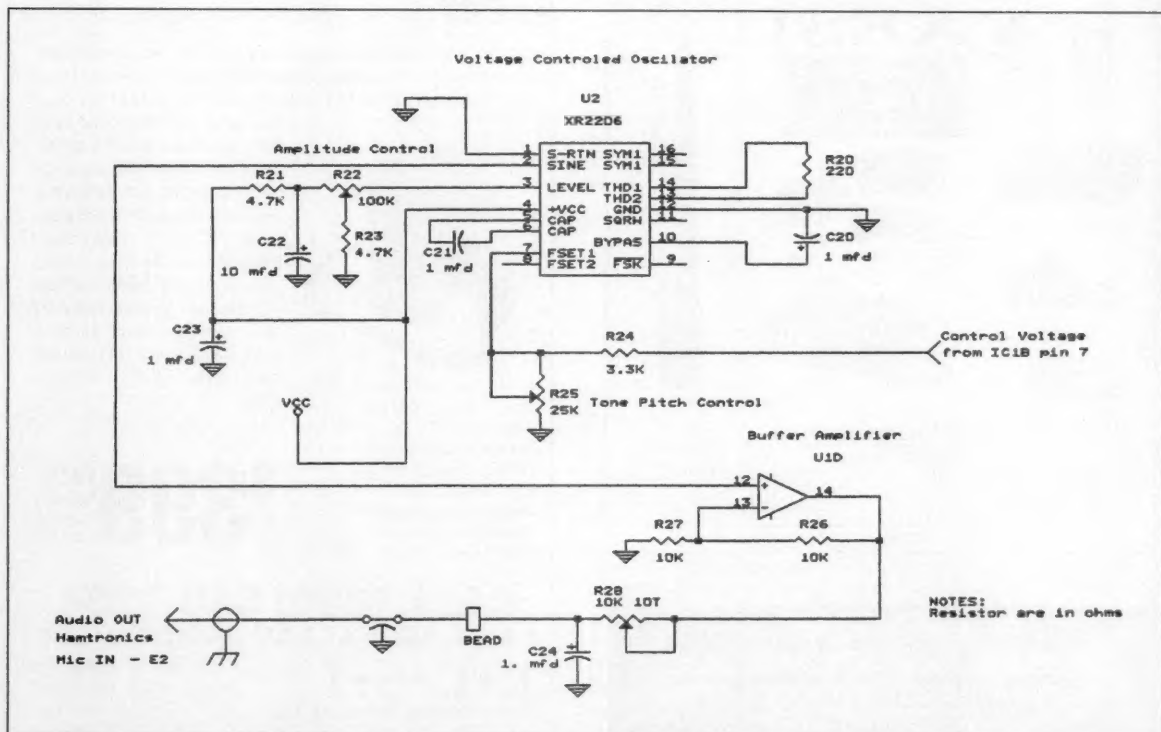 Voltage Controled Oscilator
U2
XR2206
1 S-RTN SYM1 16
2 SINE SYM1 15
3 LEVEL THD1 14
THD2 13
4 +VCC GND 12
5 CAP SQRW 11
6 CAP
BYPAS 10
7 FSET1
8 FSET2 FSK 9
Amplitude Control
R21
4.7K
R22
100K
R23
4.7K
C22
10 mfd
C21
1 mfd
R20
220
C20
1 mfd
C23
1 mfd
VCC
R24
3.3K
Control Voltage
from IC1B pin 7
R25
25K
Tone Pitch Control
Buffer Amplifier
U1D
12
13
14
+
-
R27
10K
R26
10K
R28
10K 10T
C24
1. mfd
BEAD
Audio OUT
Hamtronics
Mic IN - E2
NOTES:
Resistor are in ohms